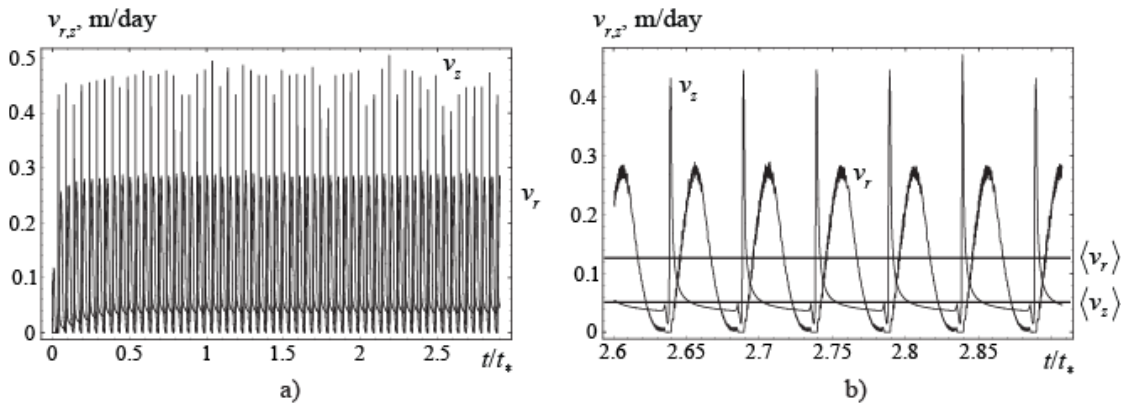 v_{r,z}, m/day
0.5
0.4
0.3
0.2
0.1
0
v_z
v_r
0 0.5 1 1.5 2 2.5 t/t_*
a)
v_{r,z}, m/day
0.4
0.3
0.2
0.1
0
v_z
v_r
⟨v_r⟩
⟨v_z⟩
2.6 2.65 2.7 2.75 2.8 2.85 t/t_*
b)